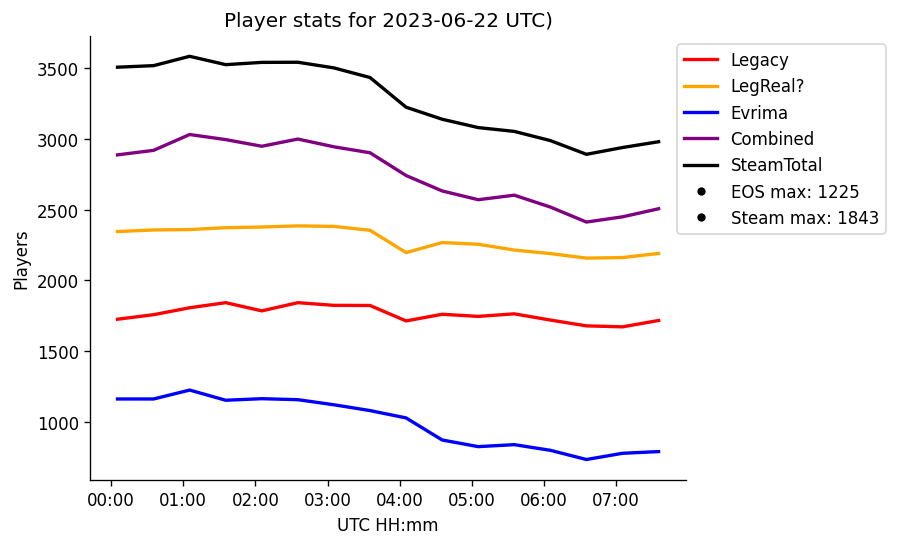 Player stats for 2023-06-22 UTC)
3500
3000
2500
2000
1500
1000
Players
00:00 01:00 02:00 03:00 04:00 05:00 06:00 07:00
UTC HH:mm
Legacy
LegReal?
Evrima
Combined
SteamTotal
EOS max: 1225
Steam max: 1843